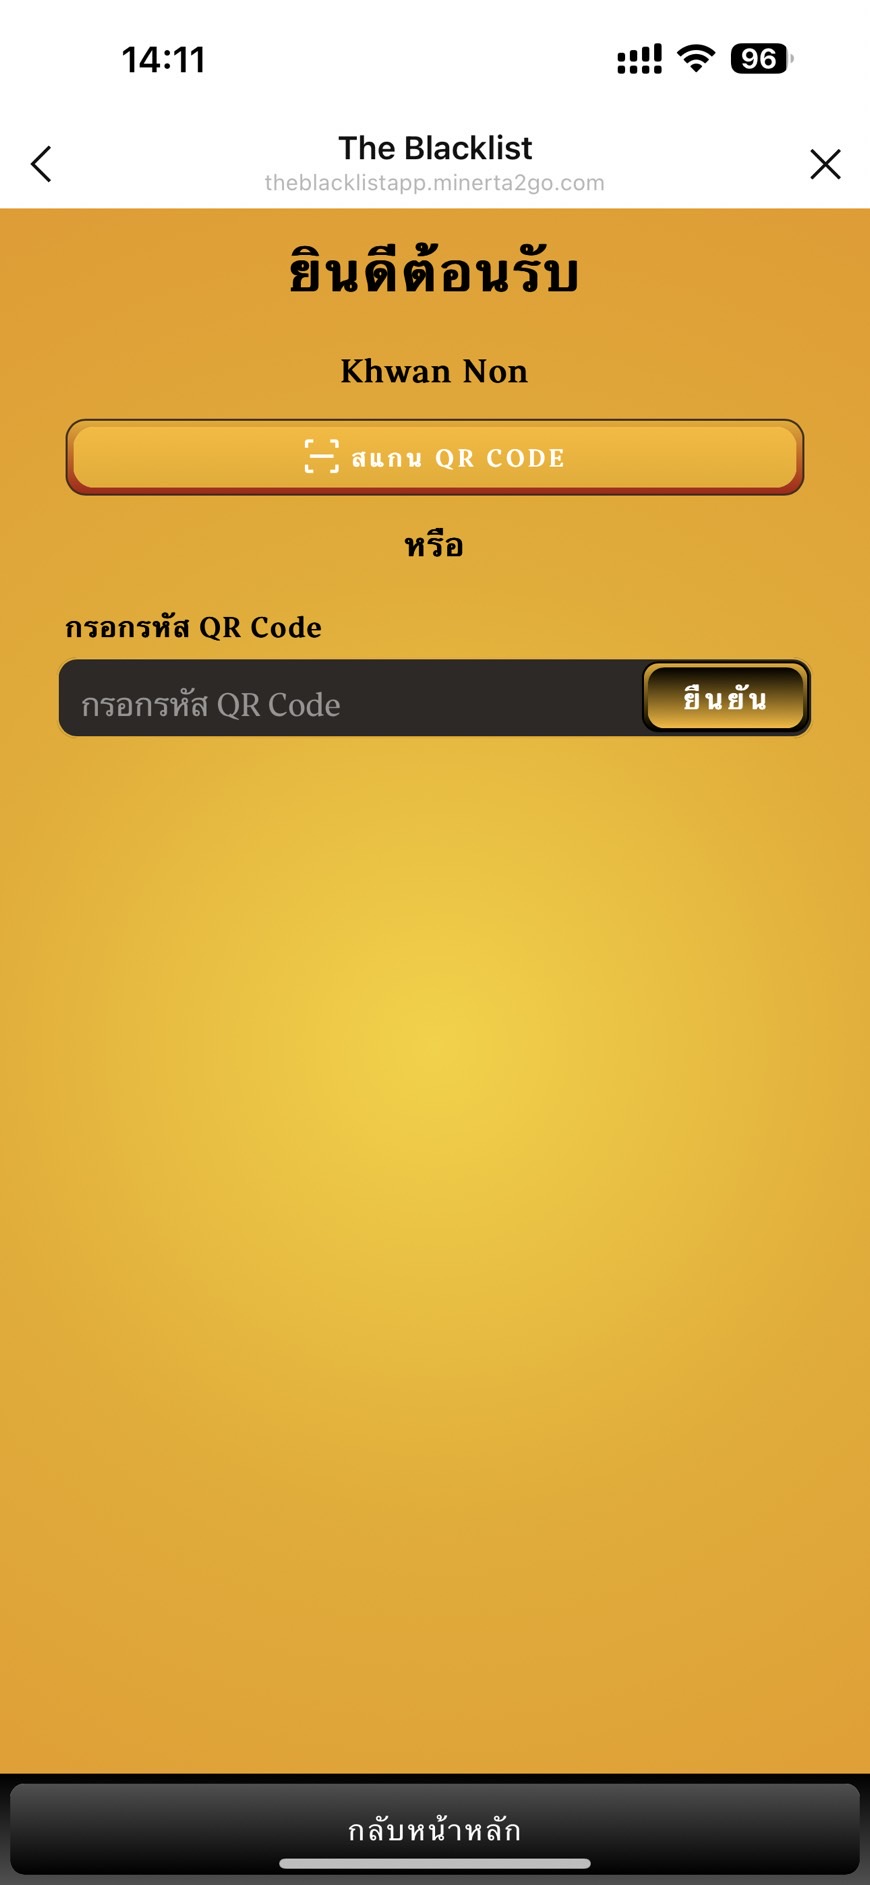 14:11
96
The Blacklist
theblacklistapp.minerta2go.com
ยินดีต้อนรับ
Khwan Non
สแกน QR CODE
หรือ
กรอกรหัส QR Code
กรอกรหัส QR Code
ยืนยัน
กลับหน้าหลัก